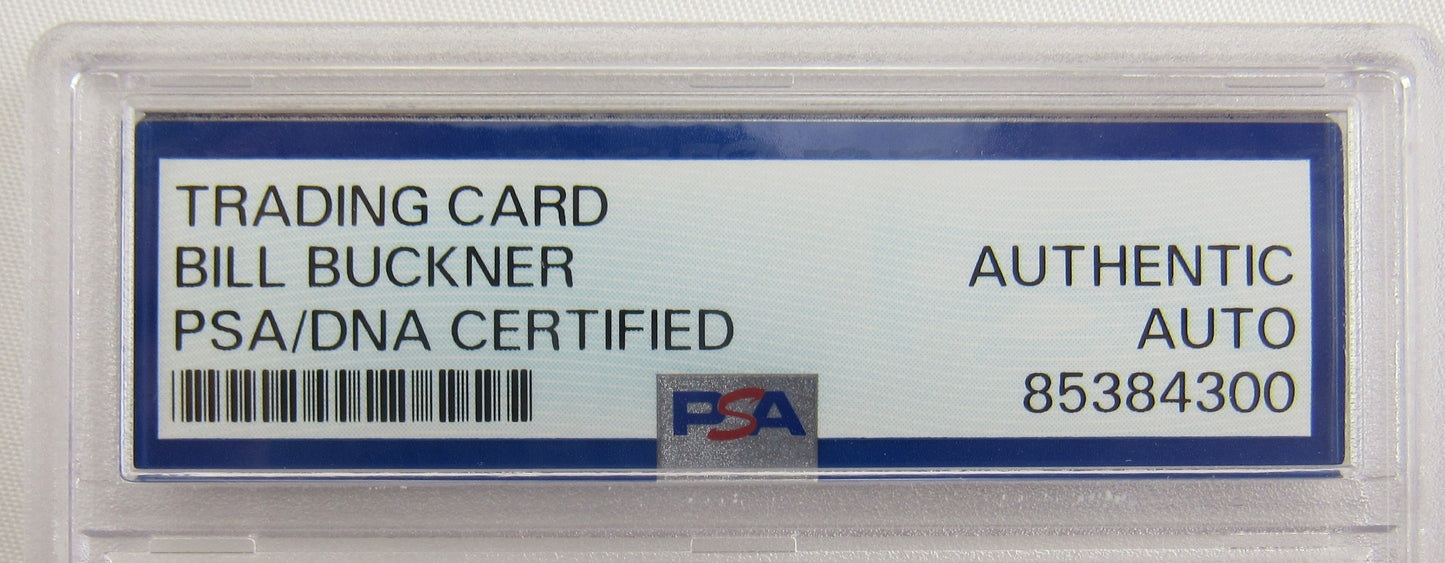 TRADING CARD
BILL BUCKNER
PSA/DNA CERTIFIED
AUTHENTIC
AUTO
85384300
PSA